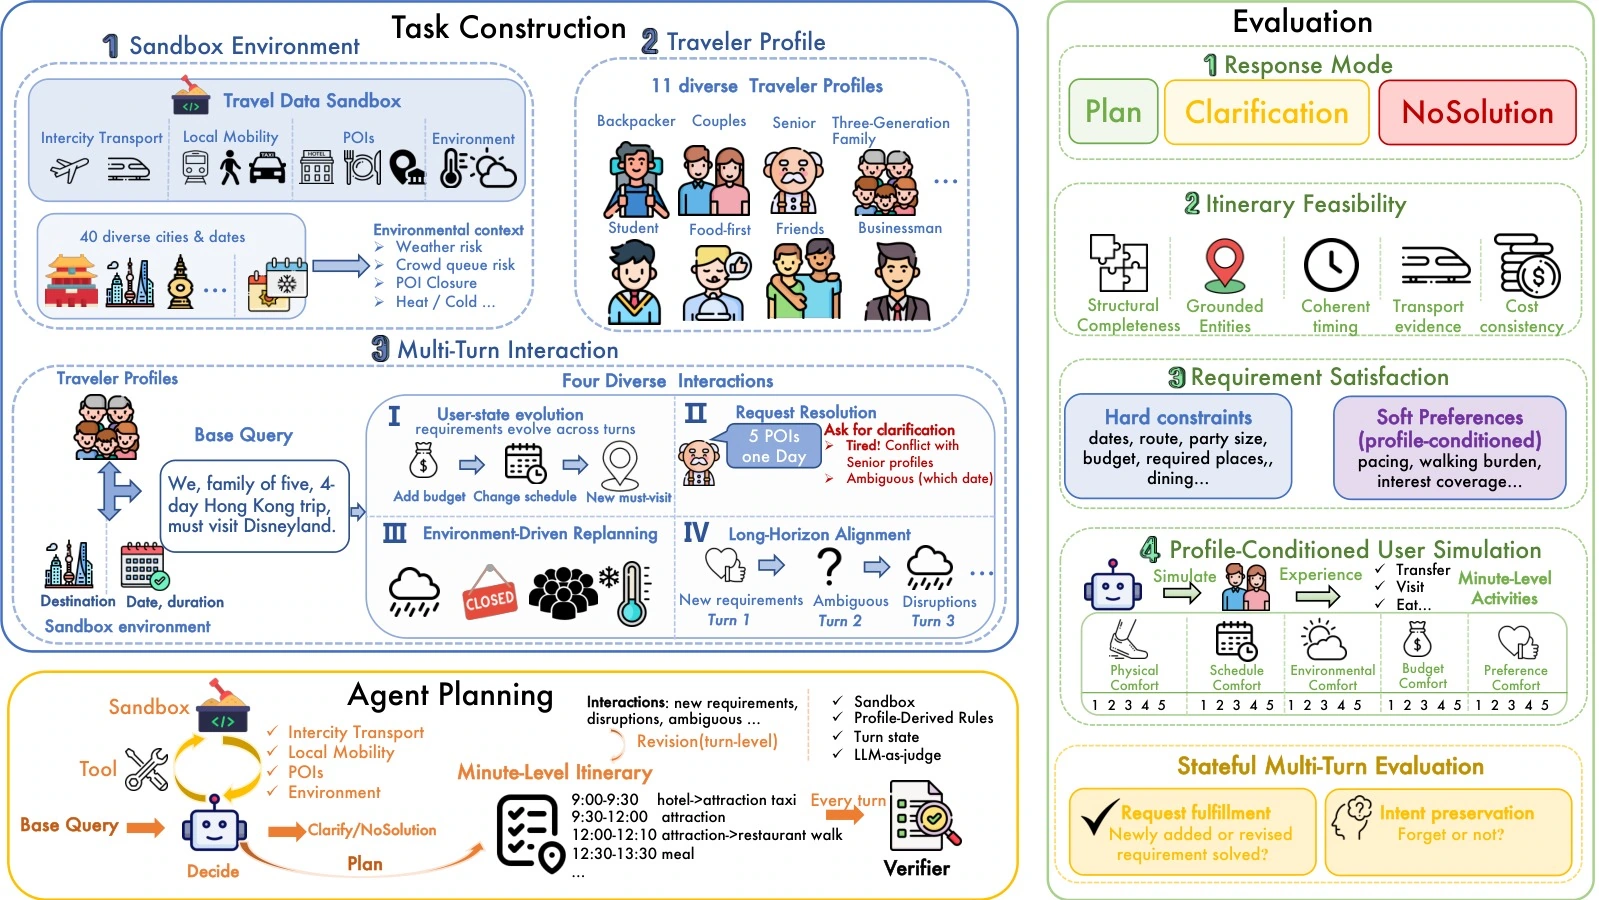 Task Construction
1 Sandbox Environment
Travel Data Sandbox
Intercity Transport
Local Mobility
POIs
Environment
HOTEL
TAXI
40 diverse cities & dates
Environmental context
Weather risk
Crowd queue risk
POI Closure
Heat / Cold ...
2 Traveler Profile
11 diverse Traveler Profiles
Backpacker
Couples
Senior
Three-Generation
Family
...
Student
Food-first
Friends
Businessman
3 Multi-Turn Interaction
Traveler Profiles
Base Query
We, family of five, 4-
day Hong Kong trip,
must visit Disneyland.
Destination
Date, duration
Sandbox environment
Four Diverse Interactions
I
User-state evolution
requirements evolve across turns
Add budget
Change schedule
New must-visit
II
Request Resolution
5 POIs
one Day
Ask for clarification
Tired! Conflict with
Senior profiles
Ambiguous (which date)
III
Environment-Driven Replanning
CLOSED
IV
Long-Horizon Alignment
?
...
New requirements
Ambiguous
Disruptions
Turn 1
Turn 2
Turn 3
Agent Planning
Sandbox
</>
Tool
Intercity Transport
Local Mobility
POIs
Environment
Base Query
Decide
Clarify/NoSolution
Plan
Interactions: new requirements,
disruptions, ambiguous ...
Revision(turn-level)
Minute-Level Itinerary
9:00-9:30 hotel->attraction taxi
9:30-12:00 attraction
12:00-12:10 attraction->restaurant walk
12:30-13:30 meal
...
Sandbox
Profile-Derived Rules
Turn state
LLM-as-judge
Every turn
Verifier
Evaluation
1 Response Mode
Plan
Clarification
NoSolution
2 Itinerary Feasibility
Structural
Completeness
Grounded
Entities
Coherent
timing
Transport
evidence
Cost
consistency
3 Requirement Satisfaction
Hard constraints
dates, route, party size,
budget, required places,,
dining...
Soft Preferences
(profile-conditioned)
pacing, walking burden,
interest coverage...
4 Profile-Conditioned User Simulation
Simulate
Experience
Transfer
Visit
Eat...
Minute-Level
Activities
Physical
Comfort
Schedule
Comfort
Environmental
Comfort
Budget
Comfort
Preference
Comfort
1 2 3 4 5
1 2 3 4 5
1 2 3 4 5
1 2 3 4 5
1 2 3 4 5
Stateful Multi-Turn Evaluation
Request fulfillment
Newly added or revised
requirement solved?
Intent preservation
Forget or not?